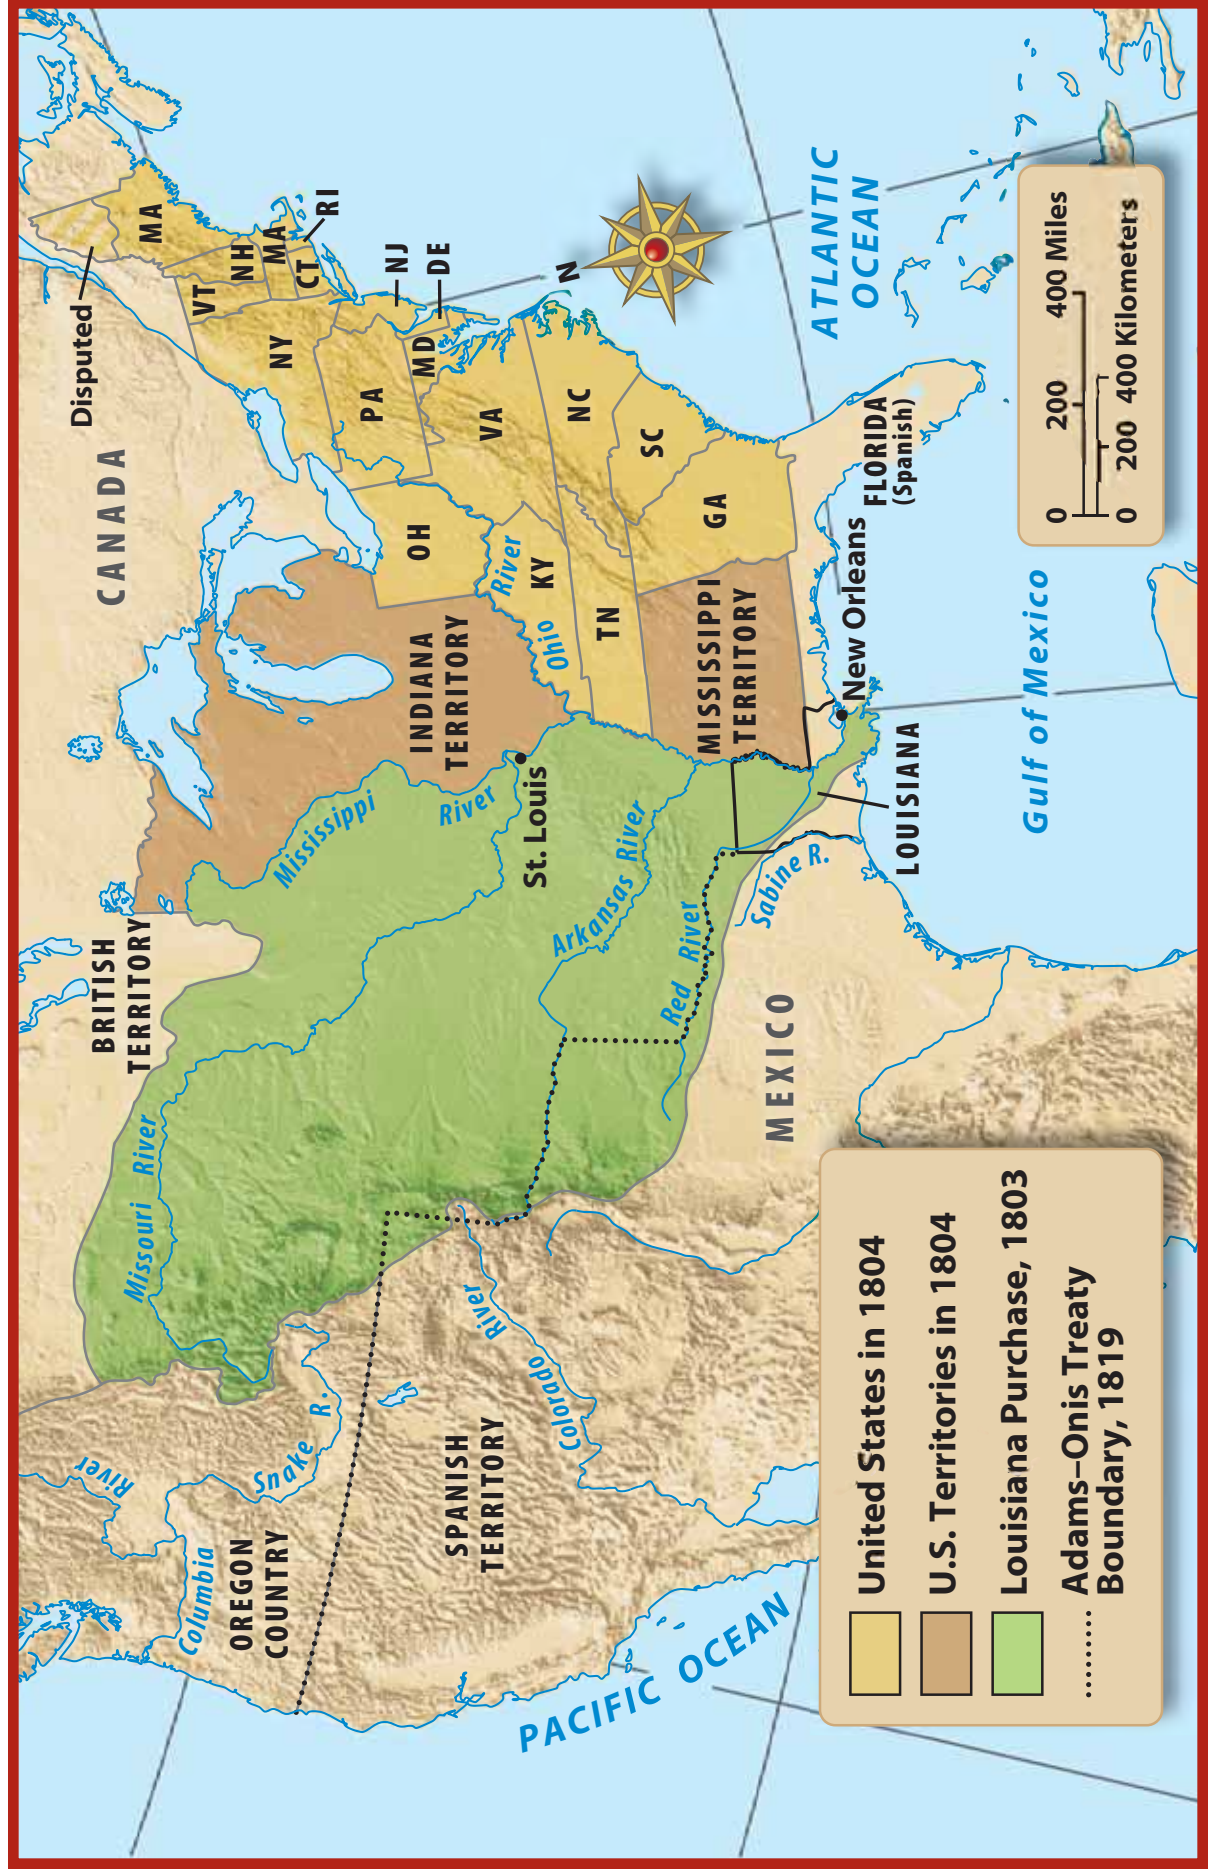 CANADA
Disputed
BRITISH
TERRITORY
MA
VT
NH
MA
RI
CT
NY
NJ
DE
PA
MD
OH
VA
NC
SC
GA
KY
TN
Ohio River
INDIANA
TERRITORY
MISSISSIPPI
TERRITORY
Mississippi River
St. Louis
Missouri River
Arkansas River
Red River
Sabine R.
LOUISIANA
New Orleans
FLORIDA
(Spanish)
Gulf of Mexico
ATLANTIC
OCEAN
N
MEXICO
Columbia River
Snake R.
OREGON
COUNTRY
Colorado River
SPANISH
TERRITORY
PACIFIC OCEAN
United States in 1804
U.S. Territories in 1804
Louisiana Purchase, 1803
Adams–Onis Treaty
Boundary, 1819
0 200 400 Miles
0 200 400 Kilometers